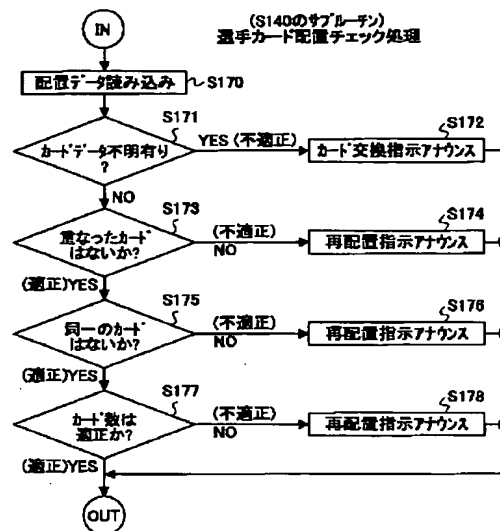 (S140のサブルーチン)
選手カード配置チェック処理
IN
配置データ読み込み
S170
S171
カードデータ不明有り
?
YES (不適正)
S172
カード交換指示アナウンス
NO
S173
重なったカード
はないか?
(不適正)
NO
S174
再配置指示アナウンス
(適正)YES
S175
同一のカード
はないか?
(不適正)
NO
S176
再配置指示アナウンス
(適正)YES
S177
カード数は
適正か?
(不適正)
NO
S178
再配置指示アナウンス
(適正)YES
OUT